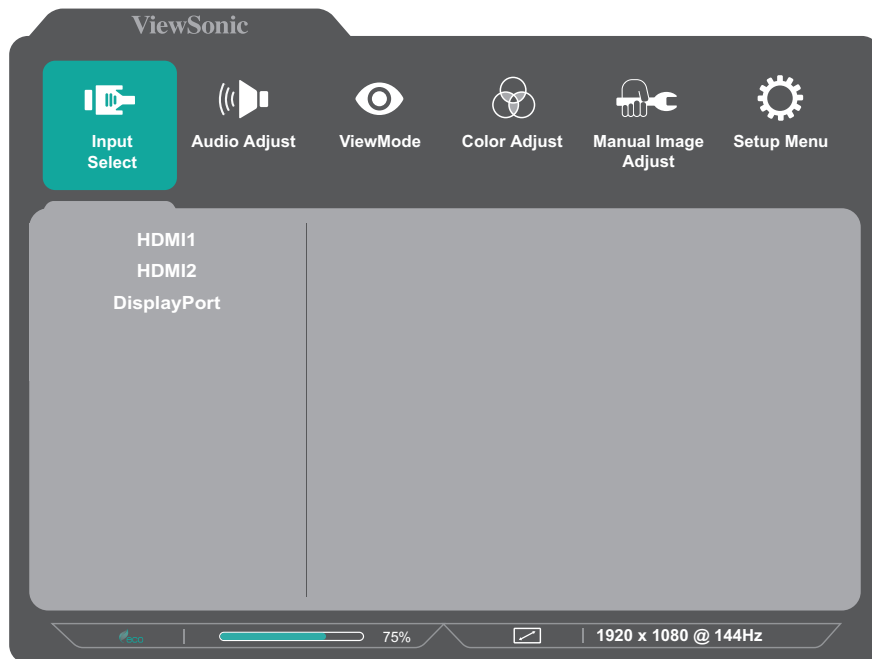 ViewSonic
Input
Select
Audio Adjust
ViewMode
Color Adjust
Manual Image
Adjust
Setup Menu
HDMI1
HDMI2
DisplayPort
eco
75%
1920 x 1080 @ 144Hz